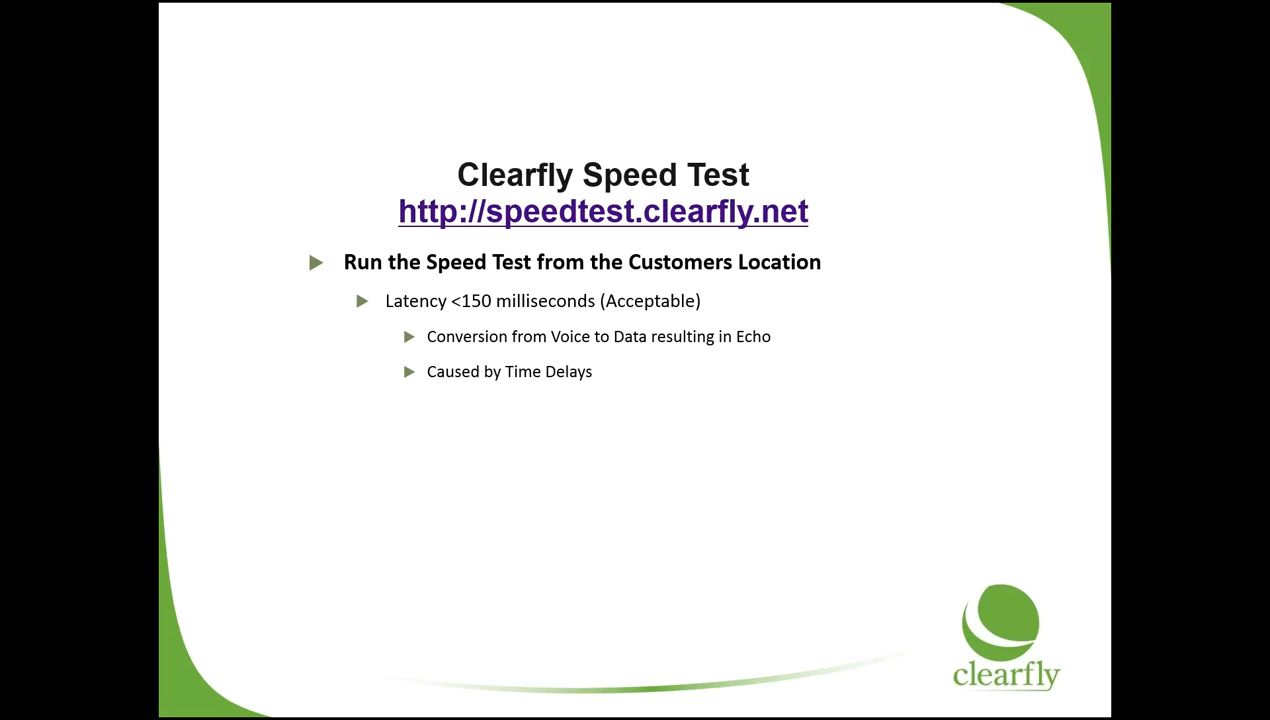 Clearfly Speed Test
http://speedtest.clearfly.net
Run the Speed Test from the Customers Location
Latency <150 milliseconds (Acceptable)
Conversion from Voice to Data resulting in Echo
Caused by Time Delays
clearfly